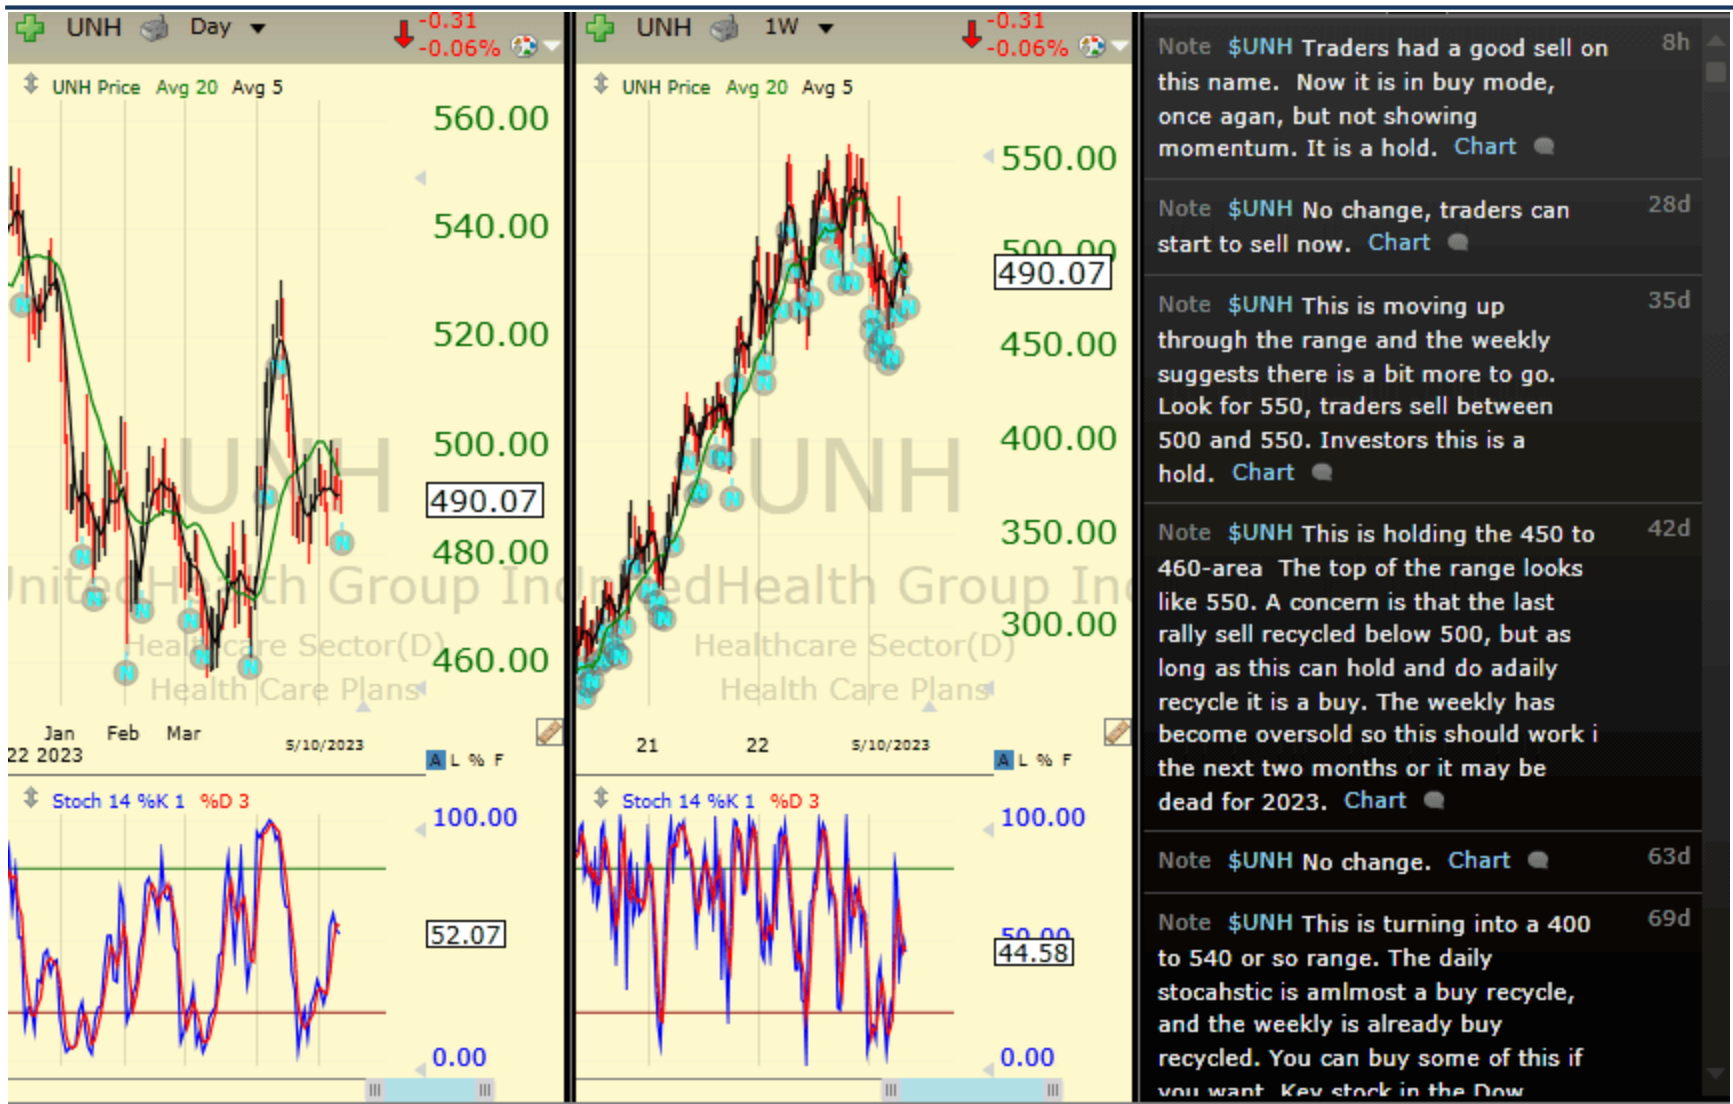 UNH Day
-0.31
-0.06%
UNH Price Avg 20 Avg 5
560.00
540.00
520.00
500.00
490.07
480.00
460.00
UNH
UnitedHealth Group Inc
Healthcare Sector(D)
Health Care Plans
Jan Feb Mar
22 2023
5/10/2023
A L % F
Stoch 14 %K 1 %D 3
100.00
52.07
0.00
UNH 1W
-0.31
-0.06%
UNH Price Avg 20 Avg 5
550.00
500.00
490.07
450.00
400.00
350.00
300.00
UNH
edHealth Group Inc
Healthcare Sector(D)
Health Care Plans
21 22 5/10/2023
A L % F
Stoch 14 %K 1 %D 3
100.00
50.00
44.58
0.00
Note $UNH Traders had a good sell on 8h
this name. Now it is in buy mode,
once agan, but not showing
momentum. It is a hold. Chart
Note $UNH No change, traders can 28d
start to sell now. Chart
Note $UNH This is moving up 35d
through the range and the weekly
suggests there is a bit more to go.
Look for 550, traders sell between
500 and 550. Investors this is a
hold. Chart
Note $UNH This is holding the 450 to 42d
460-area The top of the range looks
like 550. A concern is that the last
rally sell recycled below 500, but as
long as this can hold and do adaily
recycle it is a buy. The weekly has
become oversold so this should work i
the next two months or it may be
dead for 2023. Chart
Note $UNH No change. Chart 63d
Note $UNH This is turning into a 400 69d
to 540 or so range. The daily
stocahstic is amlmost a buy recycle,
and the weekly is already buy
recycled. You can buy some of this if
you want. Key stock in the Dow